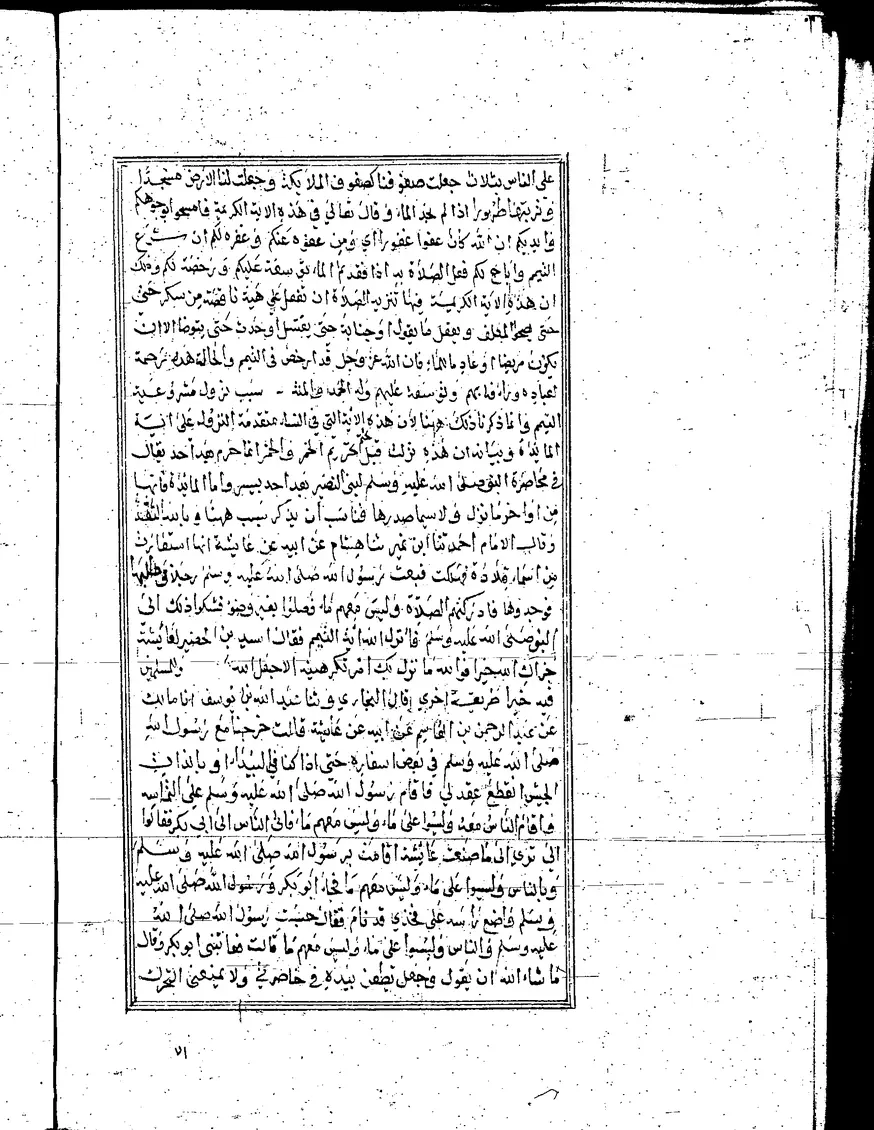 على الناس بثلاث جعلت صفوفنا كصفوف الملايكة وجعلت لنا الارض مسجدا
وتربتها طهورا اذا لم نجد الماء وقال تعالى في هذه الاية الكريمة فامسحوا بوجوهكم
وايديكم ان الله كان عفوا غفورا اي ومن عفوه عنكم وغفره لكم ان شرع
التيمم واباح لكم فعل الصلاة به اذا فقدتم الماء توسعة عليكم ورخصة لكم وذلك
ان هذه الاية الكريمة فيها تنزيه الصلاة ان تفعل على هيئة ناقصة من سكر حتى
حتى يصحو المكلف ويعقل ما يقول او جنابة حتى يغتسل او حدث حتى يتوضا الا ان
يكون مريضا او عادما للماء فان الله عز وجل قد ارخص في التيمم والحالة هذه رحمة
لعباده ورافة بهم وتوسعة عليهم ولله الحمد والمنة سبب نزول مشروعية
التيمم وانما ذكرنا ذلك ههنا لان هذه الاية التي في النساء متقدمة النزول على اية
المائدة وبيانه ان هذه نزلت قبل تحريم الخمر والخمر انما حرم بعد احد يقال
في محاصرة النبي صلى الله عليه وسلم لبني النضير بعد احد بيسير واما المائدة فانها
من اواخر ما نزل ولا سيما صدرها فناسب ان يذكر سبب ههنا وبالله الثقة
وقال الامام احمد ثنا ابن نمير ثنا هشام عن ابيه عن عائشة انها استعارت
من اسماء قلادة فهلكت فبعث رسول الله صلى الله عليه وسلم رجلا في طلبها
فوجدوها فادركتهم الصلاة وليس معهم ماء فصلوا بغير وضوء فشكوا ذلك الى
النبي صلى الله عليه وسلم فانزل الله اية التيمم فقال اسيد بن الحضير لعائشة
جزاك الله خيرا فوالله ما نزل بك امر تكرهينه الا جعل الله والمسلمين
فيه خيرا طريقة اخرى قال البخاري وثنا عبد الله بن يوسف انا مالك
عن عبد الرحمن بن القاسم عن ابيه عن عائشة قالت خرجنا مع رسول الله
صلى الله عليه وسلم في بعض اسفاره حتى اذا كنا في البيداء او بالذات
الجيش انقطع عقد لي فاقام رسول الله صلى الله عليه وسلم على التماسه
واقام الناس معه وليسوا على ماء وليس معهم ماء فاتى الناس الى ابي بكر فقالوا
الى ترى الى ما صنعت عائشة اقامت برسول الله صلى الله عليه وسلم
وبالناس وليسوا على ماء وليس معهم ماء فجاء ابو بكر ورسول الله صلى الله عليه
وسلم واضع راسه على فخذي قد نام فقال حبست رسول الله صلى الله
عليه وسلم والناس وليسوا على ماء وليس معهم ماء قالت فعاتبني ابو بكر وقال
ما شاء الله ان يقول وجعل يطعن بيده في خاصرتي ولا يمنعني التحرك
٧١